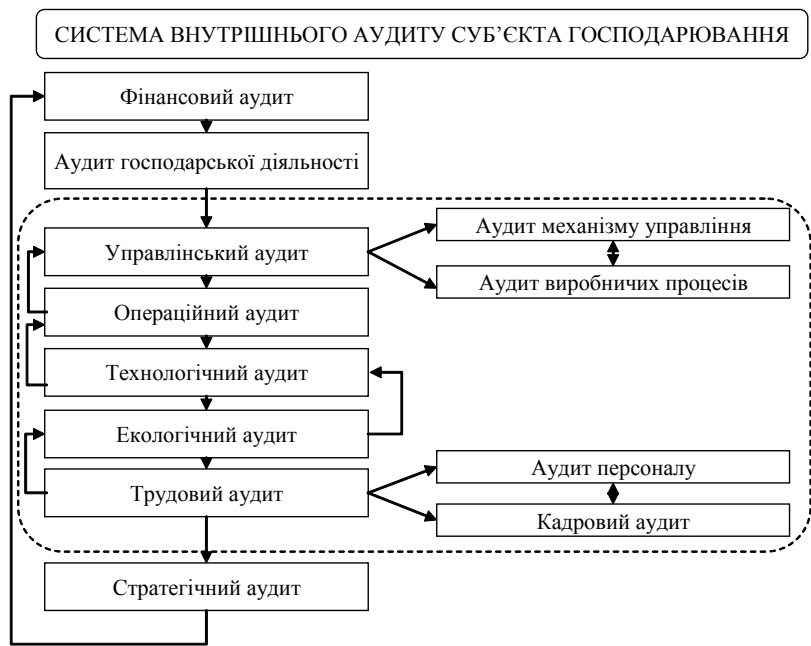 СИСТЕМА ВНУТРІШНЬОГО АУДИТУ СУБ’ЄКТА ГОСПОДАРЮВАННЯ
Фінансовий аудит
Аудит господарської діяльності
Управлінський аудит
Аудит механізму управління
Аудит виробничих процесів
Операційний аудит
Технологічний аудит
Екологічний аудит
Трудовий аудит
Аудит персоналу
Кадровий аудит
Стратегічний аудит